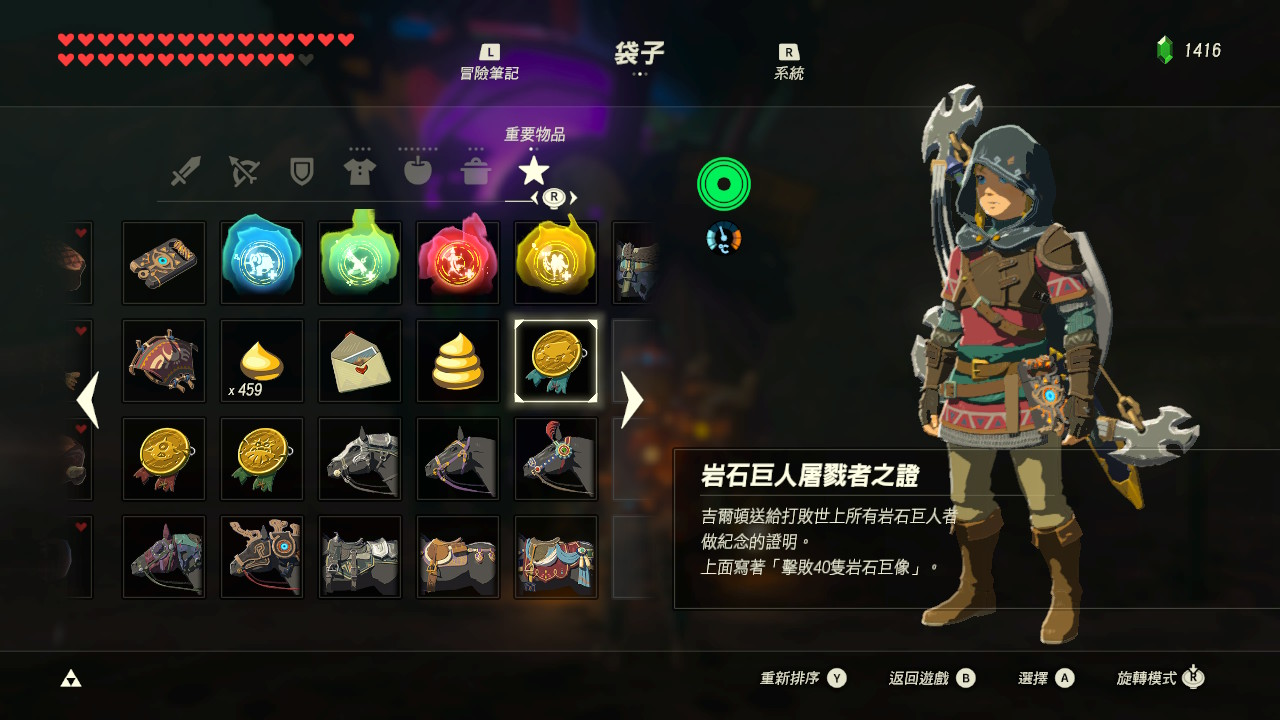 L
冒險筆記
袋子
R
系統
1416
重要物品
R
℃
x 459
岩石巨人屠戮者之證
吉爾頓送給打敗世上所有岩石巨人者
做紀念的證明。
上面寫著「擊敗40隻岩石巨像」。
重新排序 Y
返回遊戲 B
選擇 A
旋轉模式 R